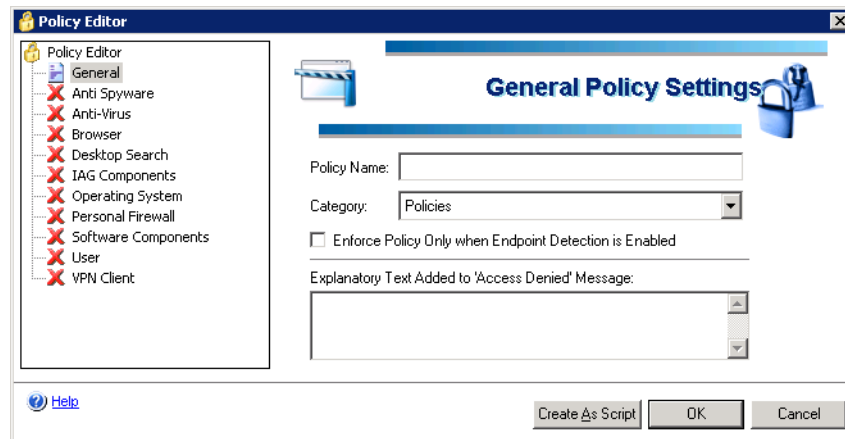 Policy Editor
Policy Editor
General
Anti Spyware
Anti-Virus
Browser
Desktop Search
IAG Components
Operating System
Personal Firewall
Software Components
User
VPN Client
General Policy Settings
Policy Name:
Category: Policies
Enforce Policy Only when Endpoint Detection is Enabled
Explanatory Text Added to 'Access Denied' Message:
Help
Create As Script OK Cancel